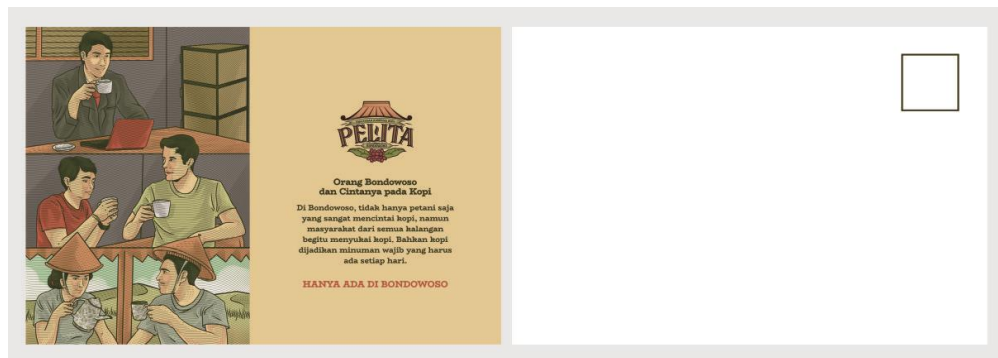 PELITA
Orang Bondowoso
dan Cintanya pada Kopi
Di Bondowoso, tidak hanya petani saja
yang sangat mencintai kopi, namun
masyarakat dari semua kalangan
begitu menyukai kopi. Bahkan kopi
dijadikan minuman wajib yang harus
ada setiap hari.
HANYA ADA DI BONDOWOSO